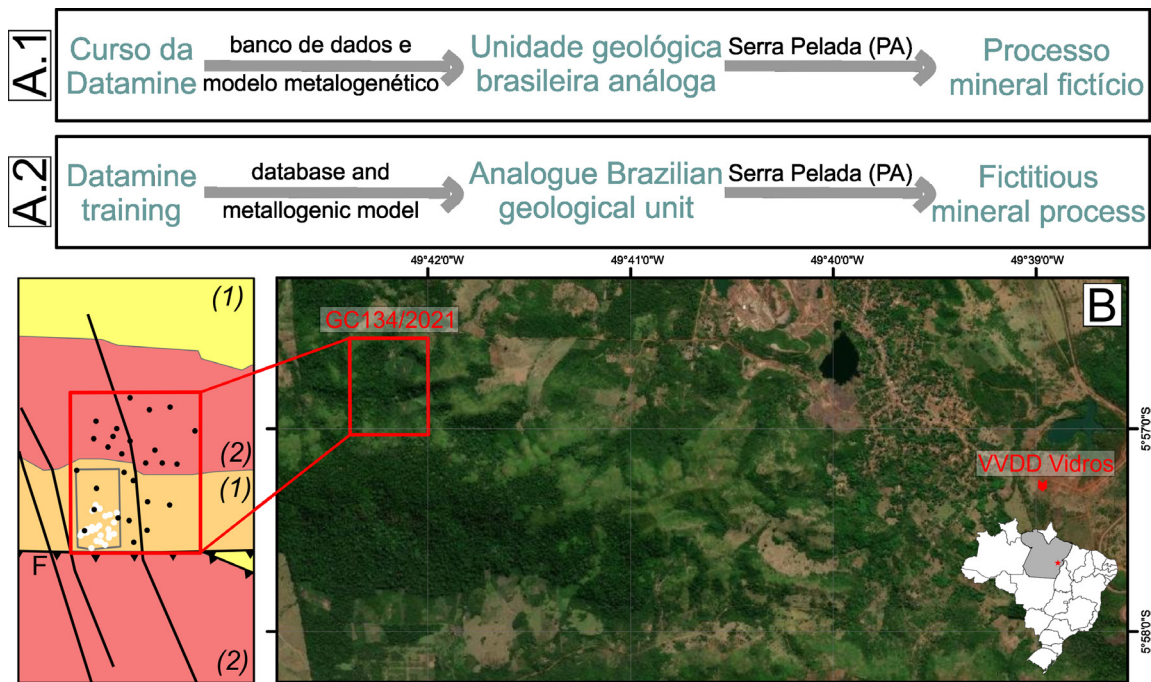 A.1
Curso da
Datamine
banco de dados e
modelo metalogenético
Unidade geológica
brasileira análoga
Serra Pelada (PA)
Processo
mineral fictício
A.2
Datamine
training
database and
metallogenic model
Analogue Brazilian
geological unit
Serra Pelada (PA)
Fictitious
mineral process
49°42'0"W
49°41'0"W
49°40'0"W
49°39'0"W
(1)
GC134/2021
B
5°57'0"S
(2)
(1)
VVDD Vidros
F
5°58'0"S
(2)